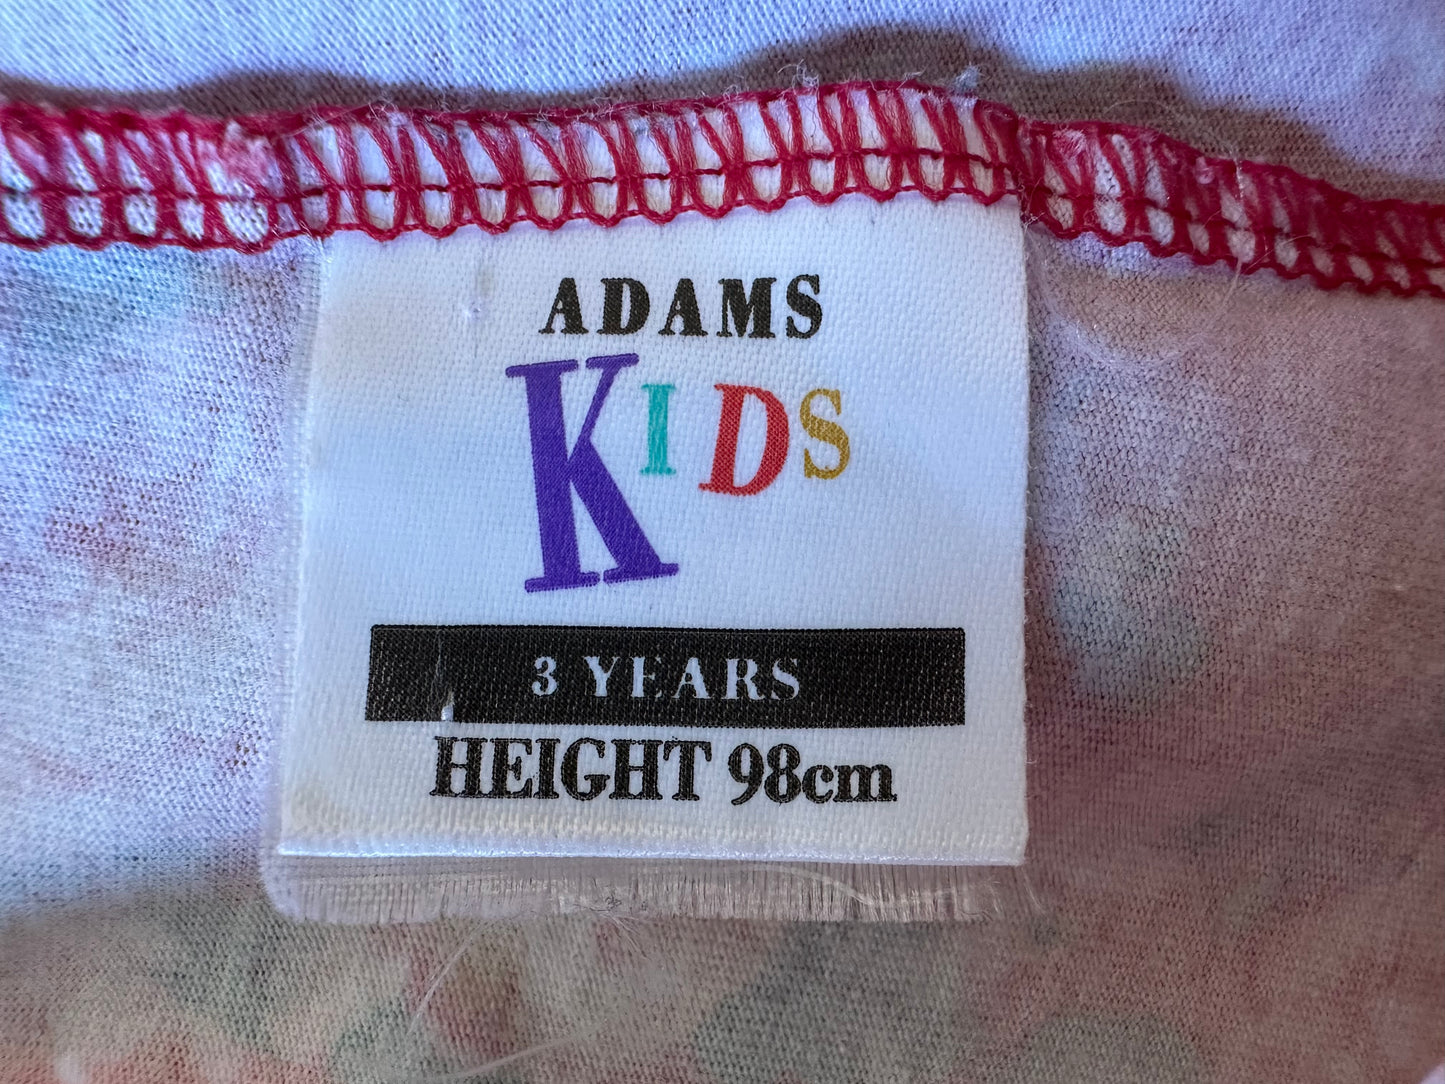 ADAMS
KIDS
3 YEARS
HEIGHT 98cm